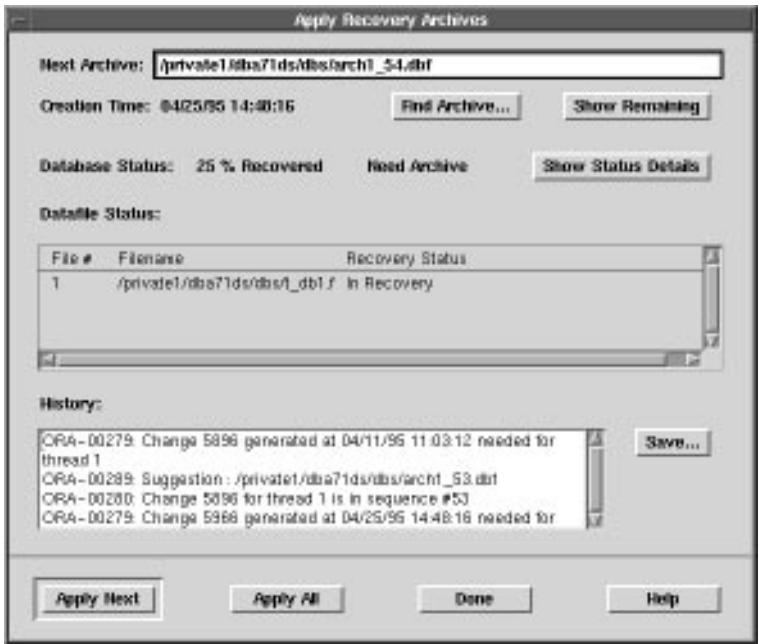 Apply Recovery Archives
Next Archive: /private1/dba71ds/dbs/arch1_54.dbf
Creation Time: 04/25/95 14:48:16 Find Archive... Show Remaining
Database Status: 25 % Recovered Need Archive Show Status Details
Datafile Status:
File # Filename Recovery Status
1 /private1/dba71ds/dbs/t_db1.f In Recovery
History:
ORA-00279: Change 5896 generated at 04/11/95 11:03:12 needed for
thread 1
ORA-00289: Suggestion : /private1/dba71ds/dbs/arch1_53.dbf
ORA-00280: Change 5896 for thread 1 is in sequence #53
ORA-00279: Change 5966 generated at 04/25/95 14:48:16 needed for
Save...
Apply Next Apply All Done Help